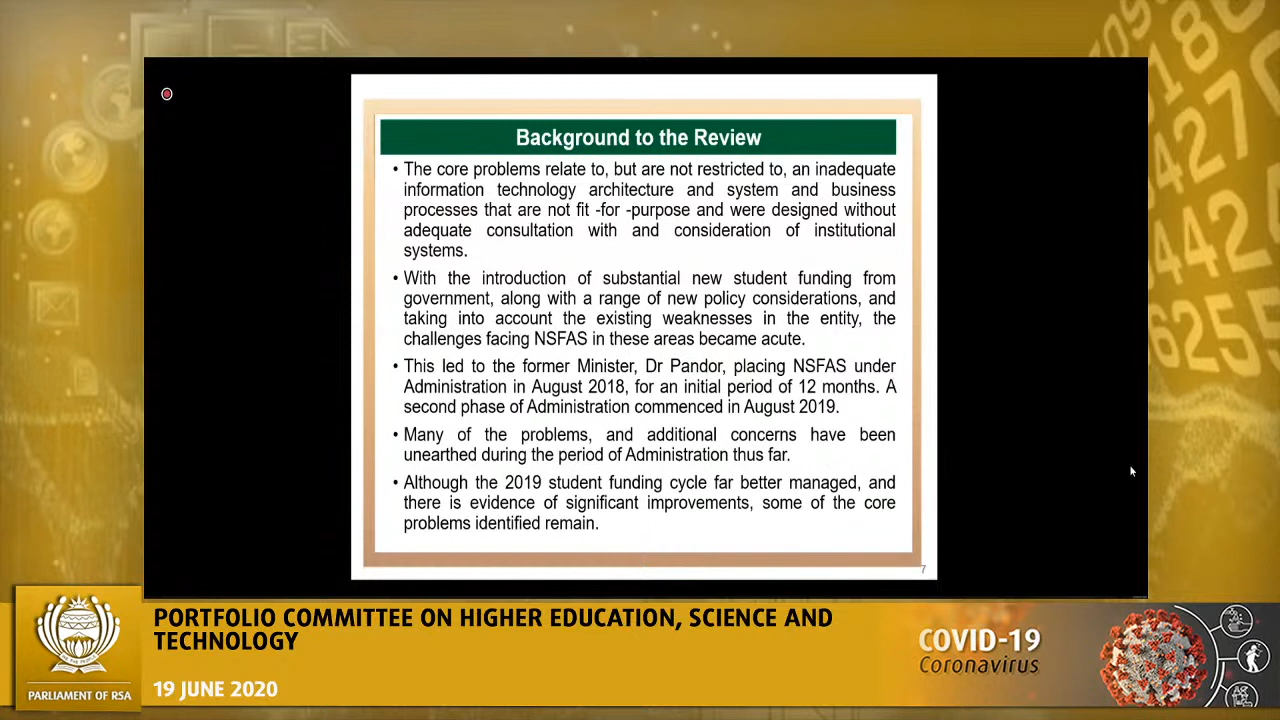 Background to the Review
• The core problems relate to, but are not restricted to, an inadequate
information technology architecture and system and business
processes that are not fit -for -purpose and were designed without
adequate consultation with and consideration of institutional
systems.
• With the introduction of substantial new student funding from
government, along with a range of new policy considerations, and
taking into account the existing weaknesses in the entity, the
challenges facing NSFAS in these areas became acute.
• This led to the former Minister, Dr Pandor, placing NSFAS under
Administration in August 2018, for an initial period of 12 months. A
second phase of Administration commenced in August 2019.
• Many of the problems, and additional concerns have been
unearthed during the period of Administration thus far.
• Although the 2019 student funding cycle far better managed, and
there is evidence of significant improvements, some of the core
problems identified remain.
7
PORTFOLIO COMMITTEE ON HIGHER EDUCATION, SCIENCE AND
TECHNOLOGY
19 JUNE 2020
PARLIAMENT OF RSA
COVID-19
Coronavirus